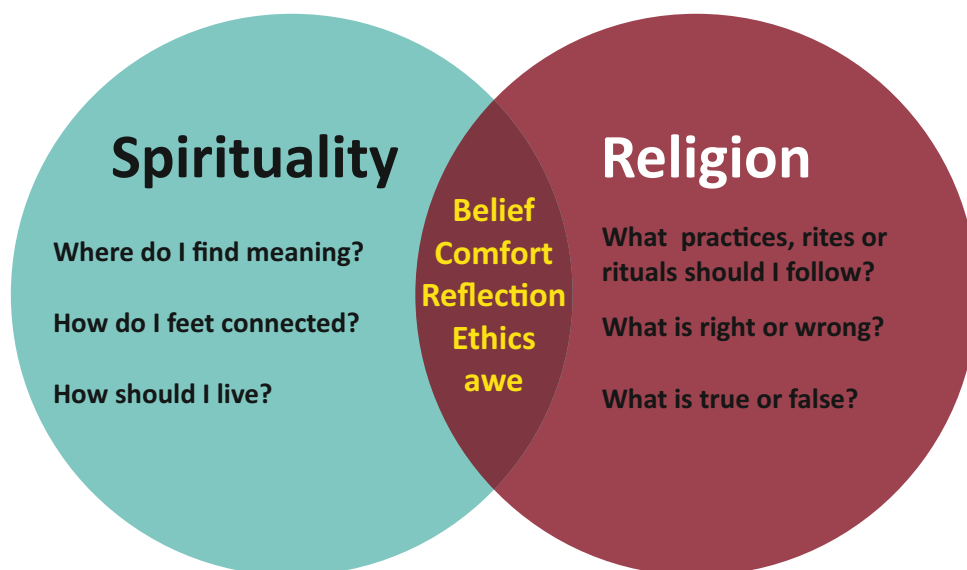 Spirituality
Where do I find meaning?
How do I feet connected?
How should I live?
Belief
Comfort
Reflection
Ethics
awe
Religion
What practices, rites or
rituals should I follow?
What is right or wrong?
What is true or false?